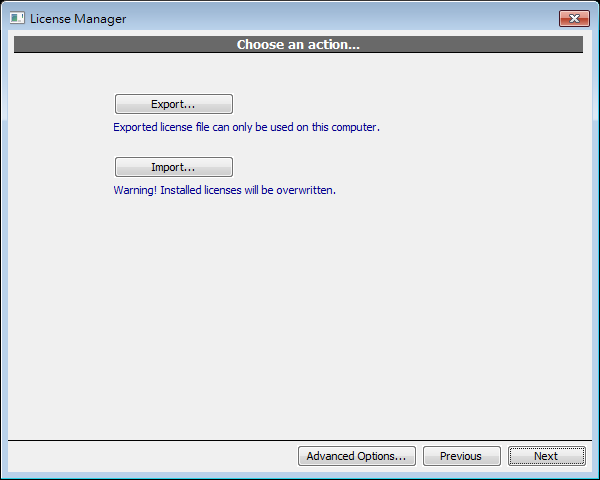 License Manager
Choose an action...
Export...
Exported license file can only be used on this computer.
Import...
Warning! Installed licenses will be overwritten.
Advanced Options... Previous Next